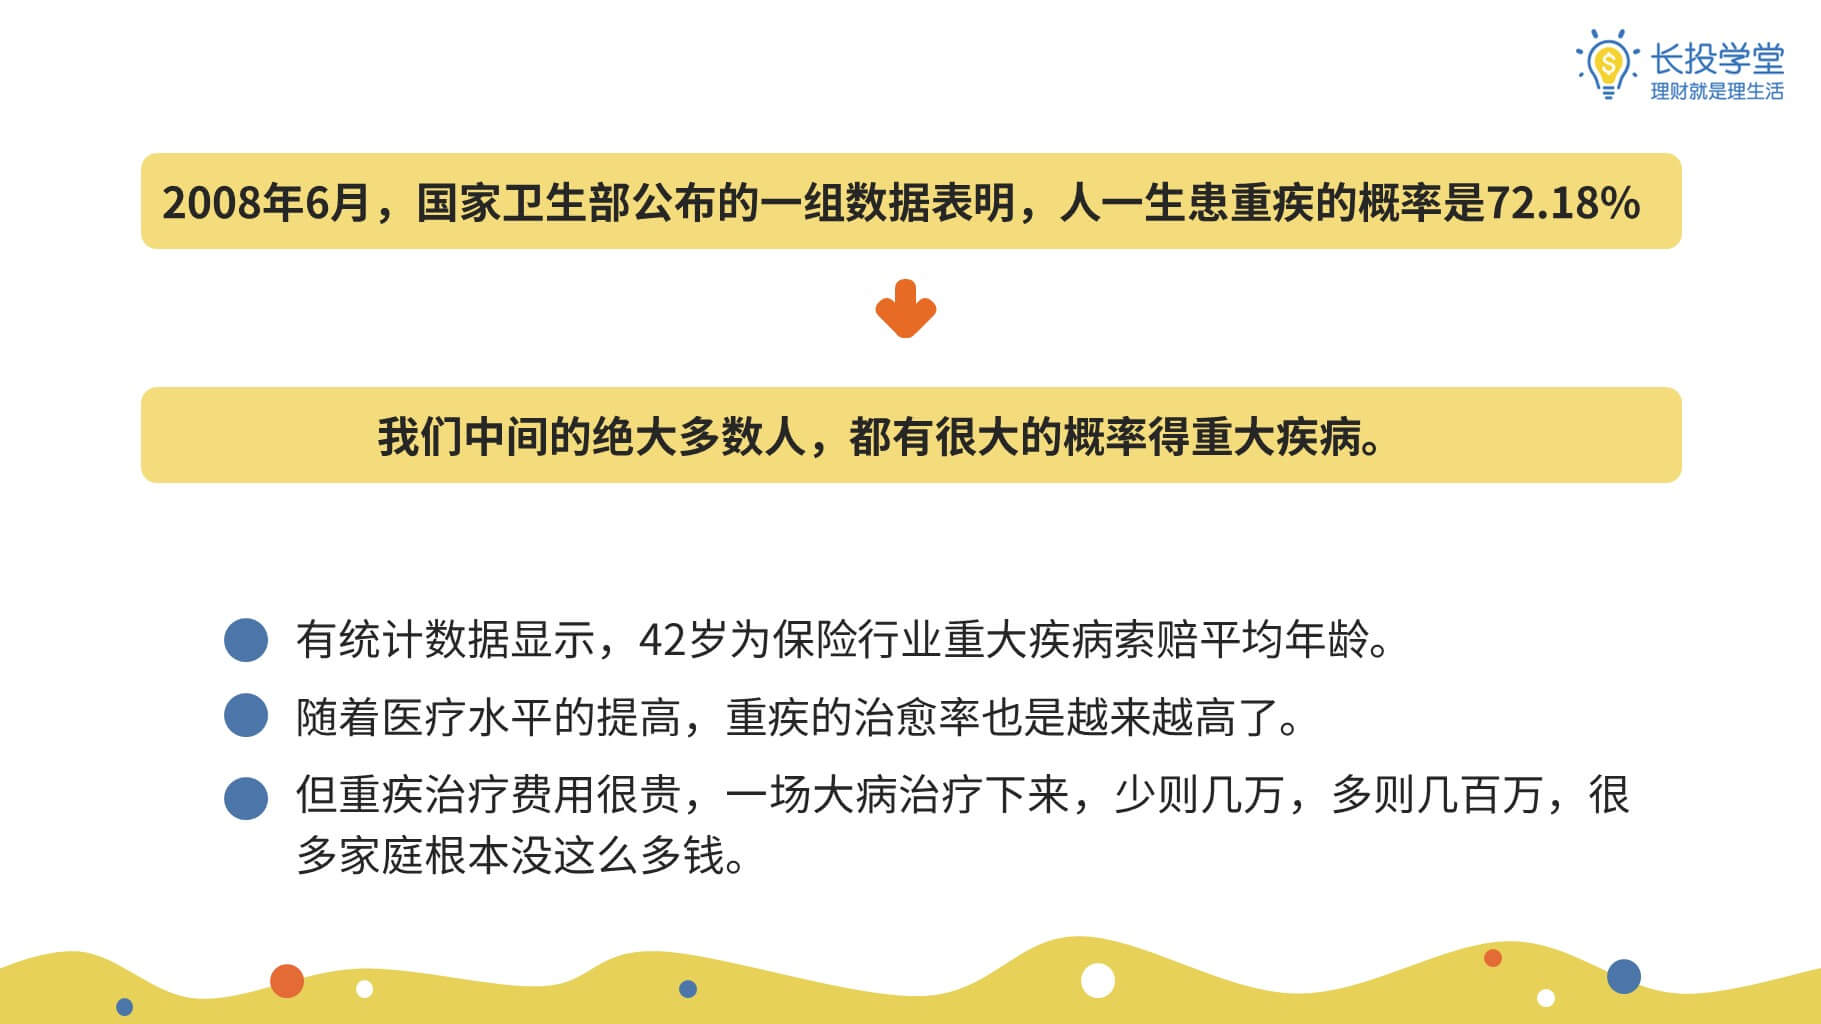 长投学堂
理财就是理生活
2008年6月，国家卫生部公布的一组数据表明，人一生患重疾的概率是72.18%
我们中间的绝大多数人，都有很大的概率得重大疾病。
有统计数据显示，42岁为保险行业重大疾病索赔平均年龄。
随着医疗水平的提高，重疾的治愈率也是越来越高了。
但重疾治疗费用很贵，一场大病治疗下来，少则几万，多则几百万，很
多家庭根本没这么多钱。